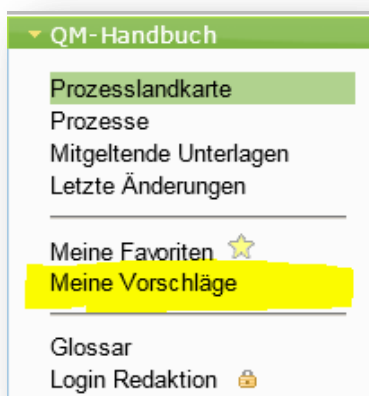 QM-Handbuch
Prozesslandkarte
Prozesse
Mitgeltende Unterlagen
Letzte Änderungen
Meine Favoriten
Meine Vorschläge
Glossar
Login Redaktion